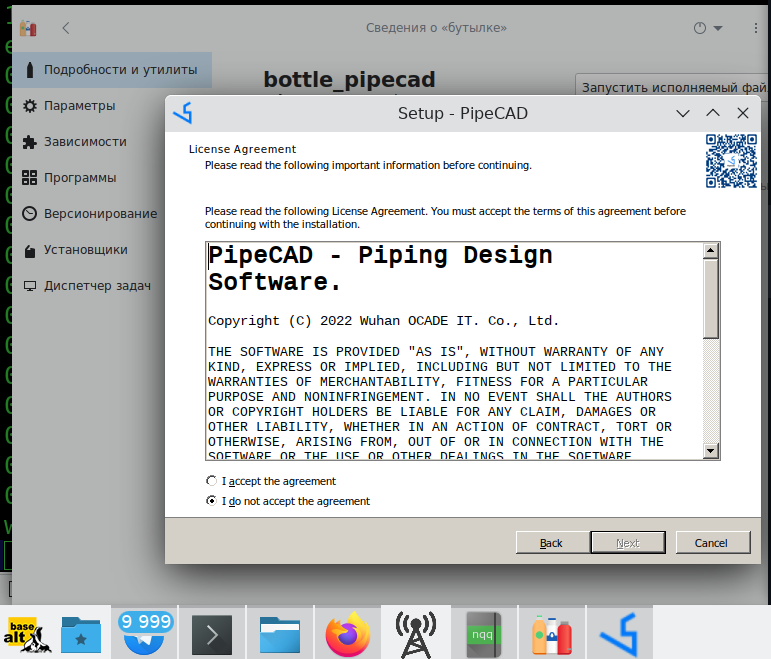 Сведения о «бутылке»
Подробности и утилиты
Параметры
Зависимости
Программы
Версионирование
Установщики
Диспетчер задач
bottle_pipecad
Запустить исполняемый фай
Setup - PipeCAD
License Agreement
Please read the following important information before continuing.
Please read the following License Agreement. You must accept the terms of this agreement before
continuing with the installation.
PipeCAD - Piping Design
Software.
Copyright (C) 2022 Wuhan OCADE IT. Co., Ltd.
THE SOFTWARE IS PROVIDED "AS IS", WITHOUT WARRANTY OF ANY
KIND, EXPRESS OR IMPLIED, INCLUDING BUT NOT LIMITED TO THE
WARRANTIES OF MERCHANTABILITY, FITNESS FOR A PARTICULAR
PURPOSE AND NONINFRINGEMENT. IN NO EVENT SHALL THE AUTHORS
OR COPYRIGHT HOLDERS BE LIABLE FOR ANY CLAIM, DAMAGES OR
OTHER LIABILITY, WHETHER IN AN ACTION OF CONTRACT, TORT OR
OTHERWISE, ARISING FROM, OUT OF OR IN CONNECTION WITH THE
SOFTWARE OR THE USE OR OTHER DEALINGS IN THE SOFTWARE
I accept the agreement
I do not accept the agreement
Back
Next
Cancel
base
alt
9 999
nqq